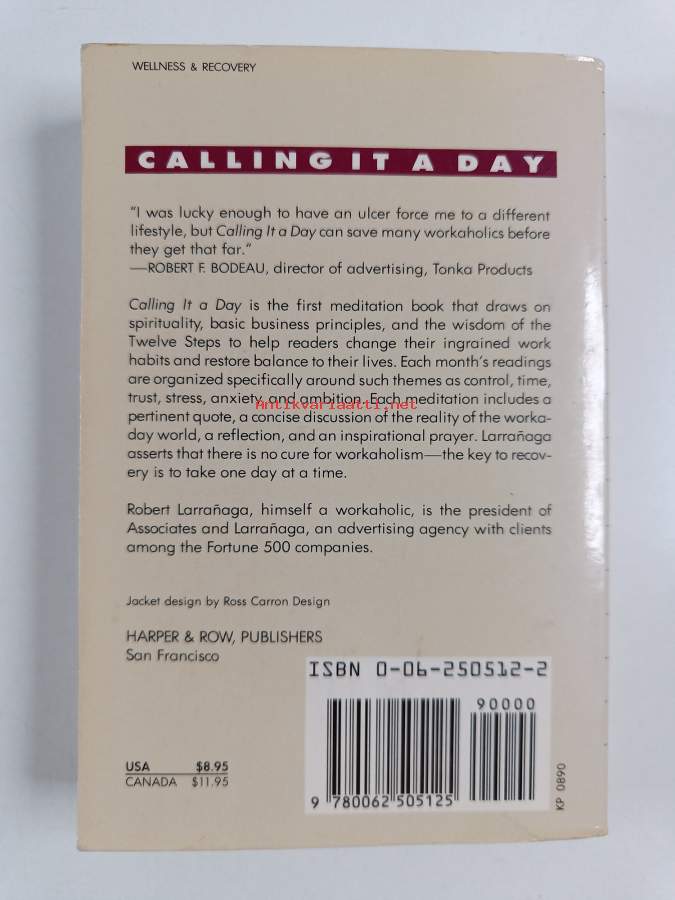 WELLNESS & RECOVERY
CALLING IT A DAY
"I was lucky enough to have an ulcer force me to a different
lifestyle, but Calling It a Day can save many workaholics before
they get that far."
—ROBERT F. BODEAU, director of advertising, Tonka Products
Calling It a Day is the first meditation book that draws on
spirituality, basic business principles, and the wisdom of the
Twelve Steps to help readers change their ingrained work
habits and restore balance to their lives. Each month's readings
are organized specifically around such themes as control, time,
trust, stress, anxiety, and ambition. Each meditation includes a
Antikvariaatti.net
pertinent quote, a concise discussion of the reality of the worka-
day world, a reflection, and an inspirational prayer. Larrañaga
asserts that there is no cure for workaholism—the key to recov-
ery is to take one day at a time.
Robert Larrañaga, himself a workaholic, is the president of
Associates and Larrañaga, an advertising agency with clients
among the Fortune 500 companies.
Jacket design by Ross Carron Design
HARPER & ROW, PUBLISHERS
San Francisco
ISBN 0-06-250512-2
90000
USA $8.95
CANADA $11.95
9 780062 505125
KP 0890